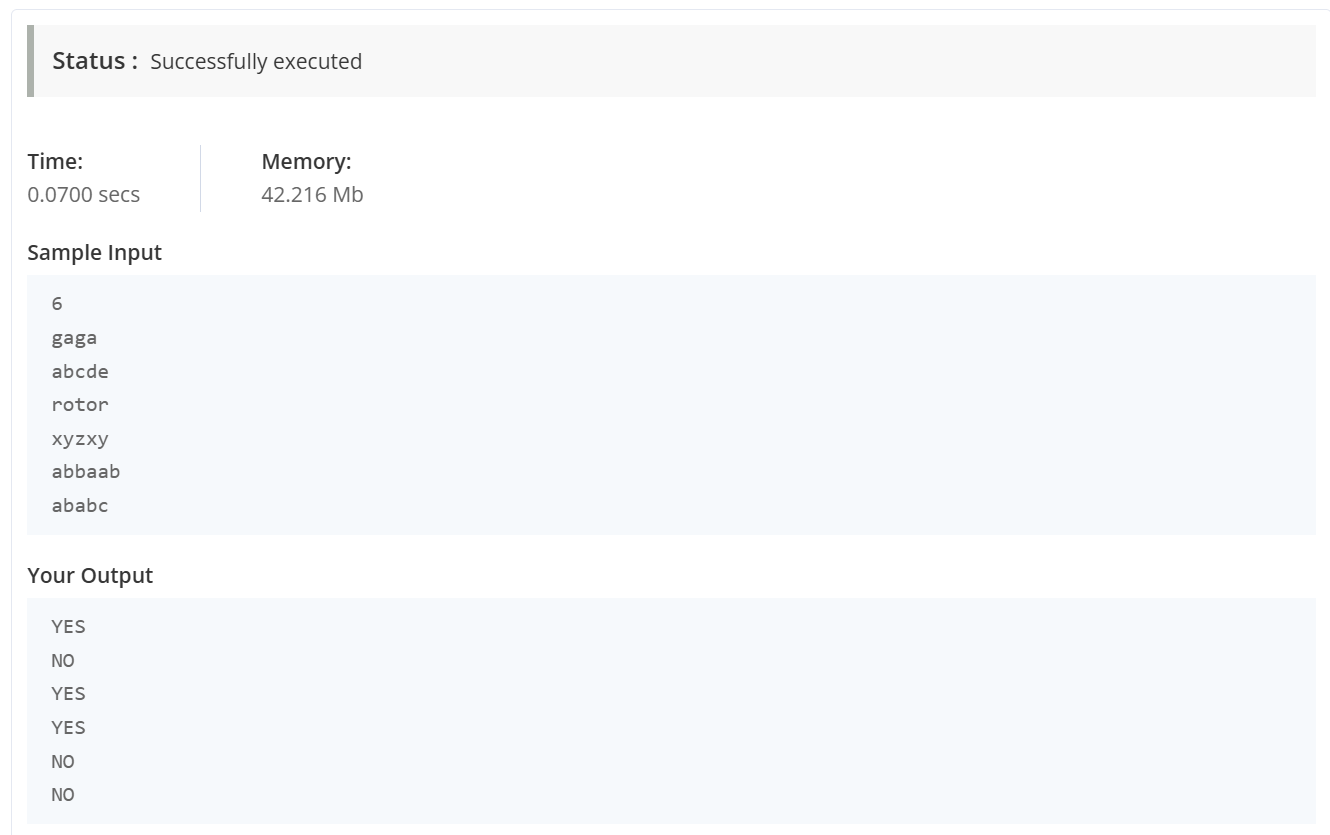 Status : Successfully executed
Time: Memory:
0.0700 secs 42.216 Mb
Sample Input
6
gaga
abcde
rotor
xyzxy
abbaab
ababc
Your Output
YES
NO
YES
YES
NO
NO